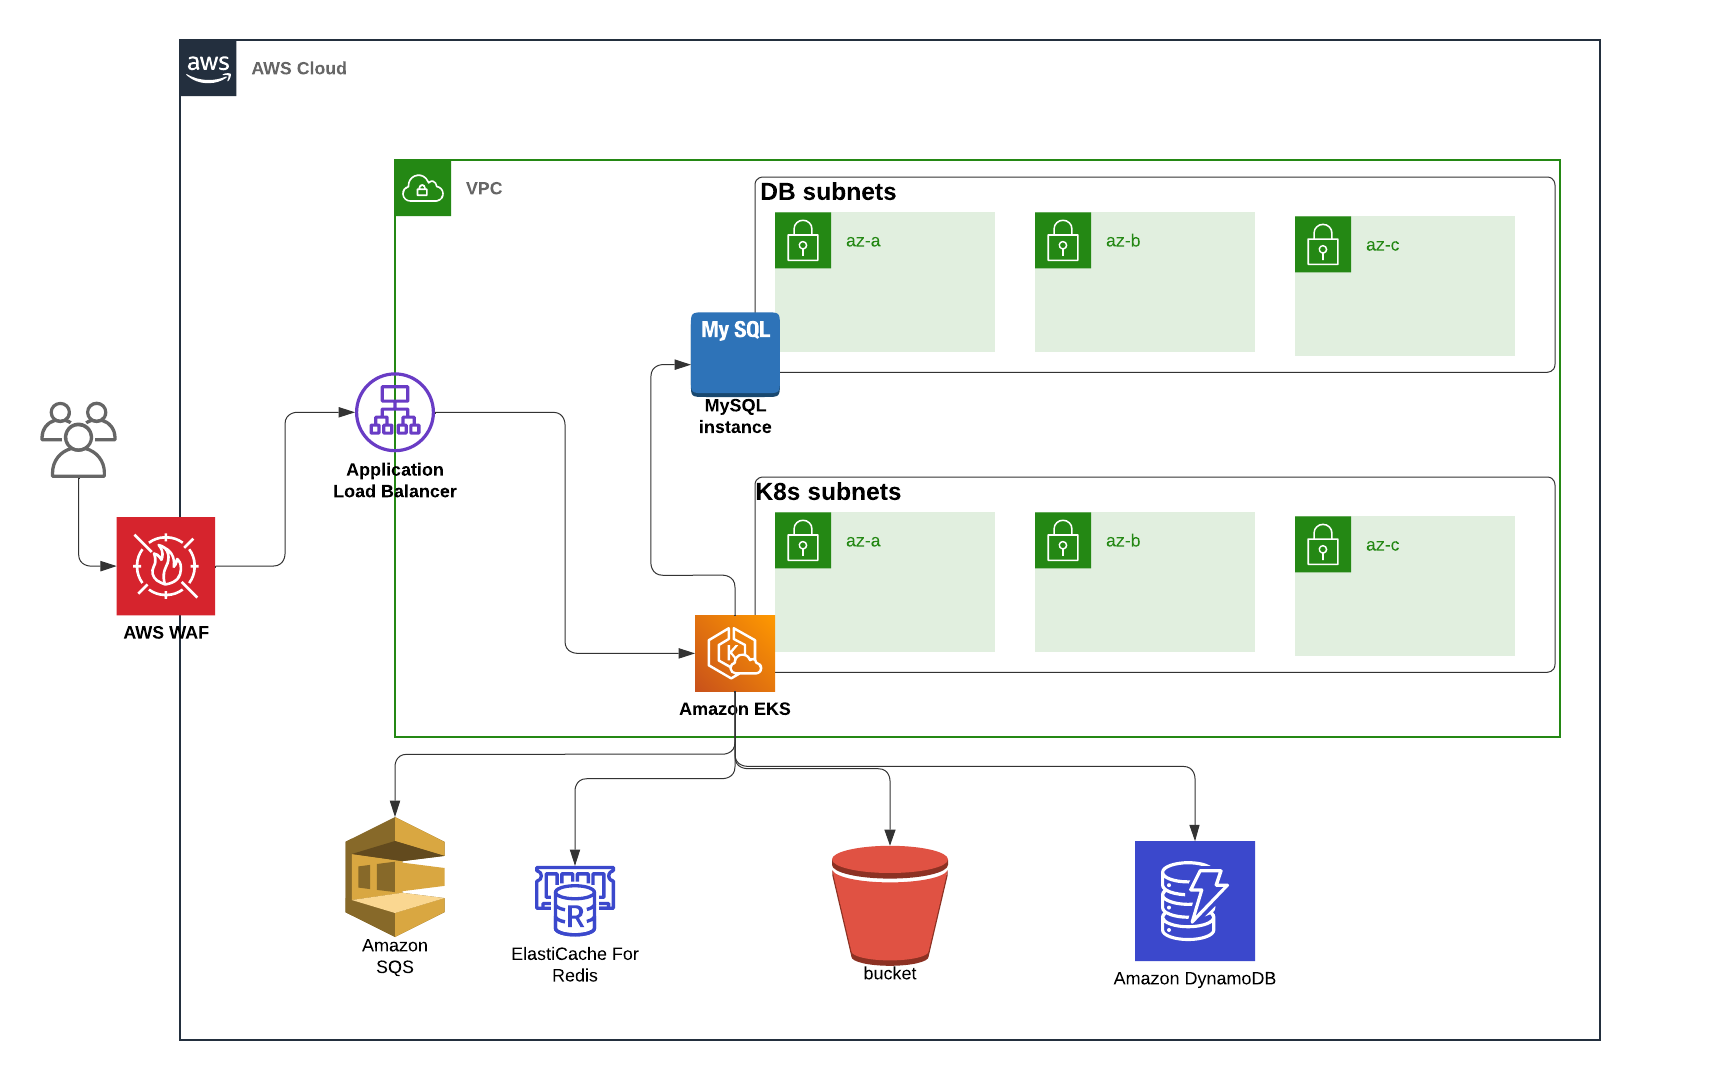 aws
AWS Cloud
VPC
DB subnets
az-a
az-b
az-c
My SQL
MySQL
instance
Application
Load Balancer
K8s subnets
az-a
az-b
az-c
AWS WAF
K
Amazon EKS
Amazon
SQS
R
ElastiCache For
Redis
bucket
Amazon DynamoDB